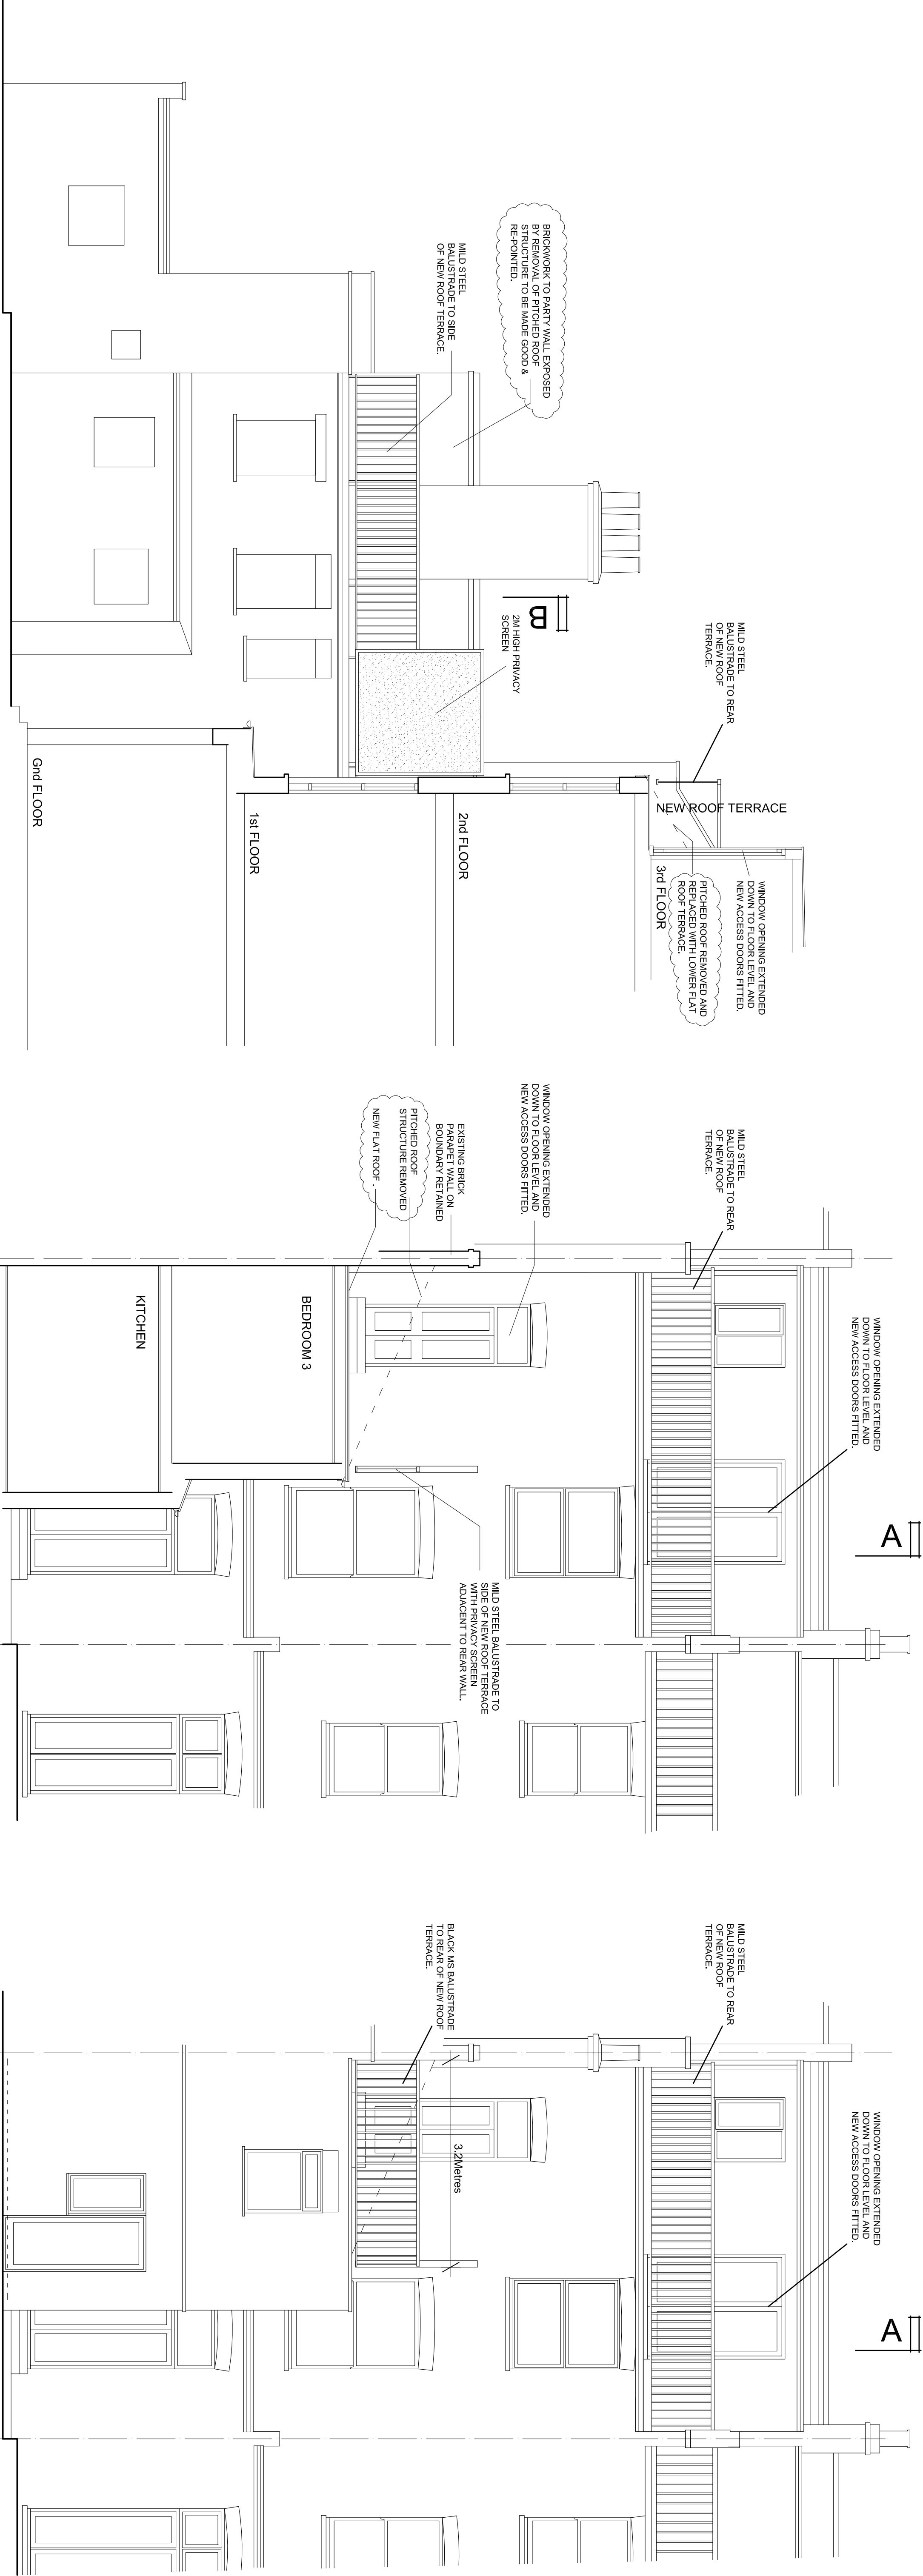 BRICKWORK TO PARTY WALL EXPOSED
BY REMOVAL OF PITCHED ROOF
STRUCTURE TO BE MADE GOOD &
RE-POINTED.
MILD STEEL
BALUSTRADE TO SIDE
OF NEW ROOF TERRACE.
B
2M HIGH PRIVACY
SCREEN
MILD STEEL
BALUSTRADE TO REAR
OF NEW ROOF
TERRACE.
NEW ROOF TERRACE
WINDOW OPENING EXTENDED
DOWN TO FLOOR LEVEL AND
NEW ACCESS DOORS FITTED.
PITCHED ROOF REMOVED AND
REPLACED WITH LOWER FLAT
ROOF TERRACE.
3rd FLOOR
2nd FLOOR
1st FLOOR
Gnd FLOOR
MILD STEEL
BALUSTRADE TO REAR
OF NEW ROOF
TERRACE.
WINDOW OPENING EXTENDED
DOWN TO FLOOR LEVEL AND
NEW ACCESS DOORS FITTED.
EXISTING BRICK
PARAPET WALL ON
BOUNDARY RETAINED
PITCHED ROOF
STRUCTURE REMOVED
NEW FLAT ROOF .
WINDOW OPENING EXTENDED
DOWN TO FLOOR LEVEL AND
NEW ACCESS DOORS FITTED.
A
BEDROOM 3
KITCHEN
MILD STEEL BALUSTRADE TO
SIDE OF NEW ROOF TERRACE
WITH PRIVACY SCREEN
ADJACENT TO REAR WALL.
MILD STEEL
BALUSTRADE TO REAR
OF NEW ROOF
TERRACE.
BLACK MS BALUSTRADE
TO REAR OF NEW ROOF
TERRACE.
WINDOW OPENING EXTENDED
DOWN TO FLOOR LEVEL AND
NEW ACCESS DOORS FITTED.
A
3.2Metres